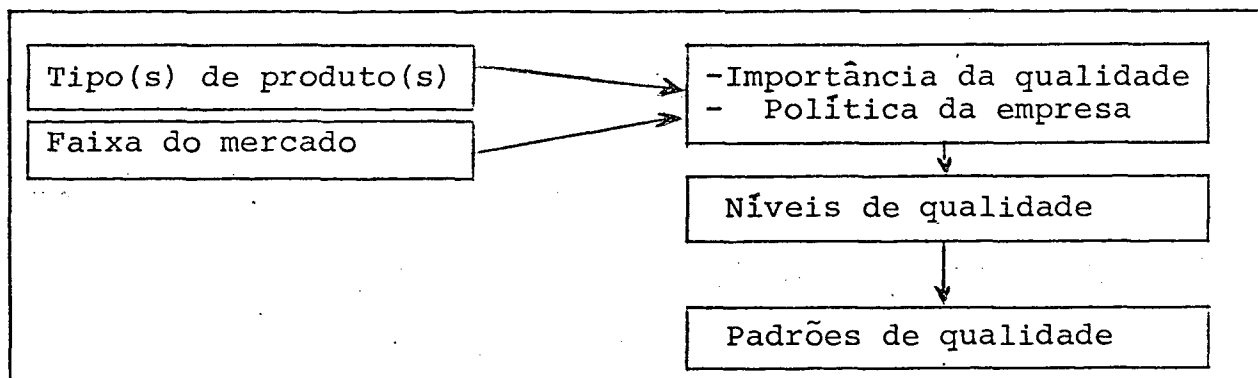 Tipo(s) de produto(s)
Faixa do mercado
-Importância da qualidade
- Política da empresa
Níveis de qualidade
Padrões de qualidade